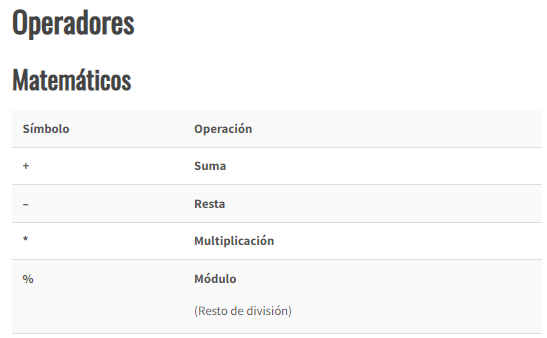 Operadores
Matemáticos
Símbolo Operación
+ Suma
– Resta
* Multiplicación
% Módulo
(Resto de división)